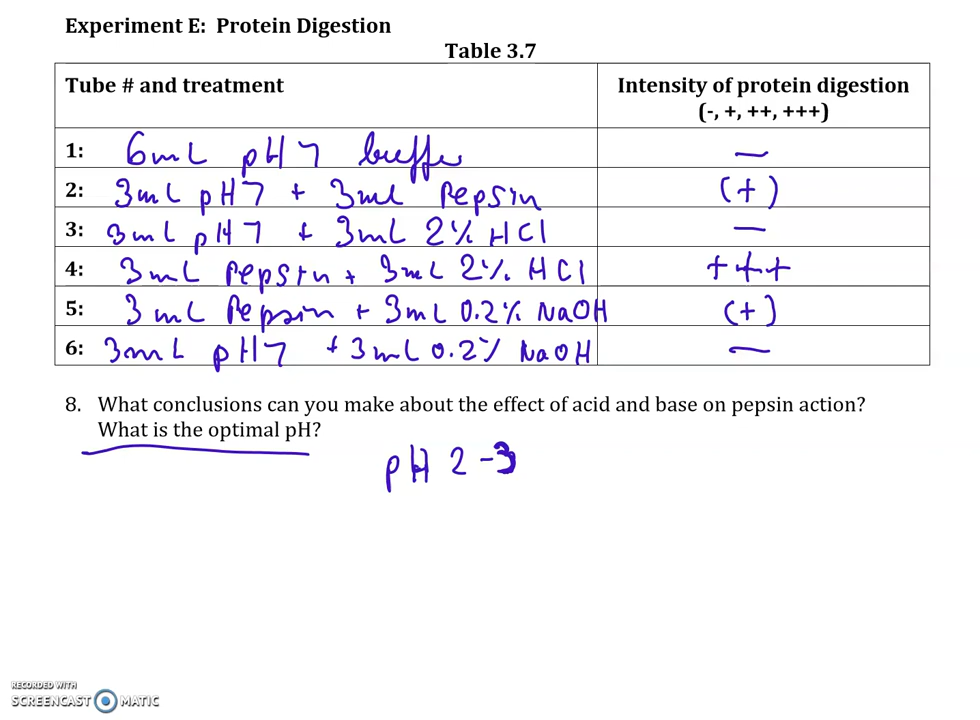 Experiment E: Protein Digestion
Table 3.7
Tube # and treatment Intensity of protein digestion
(-, +, ++, +++)
1: 6mL pH 7 buffer —
2: 3mL pH 7 + 3mL Pepsin (+)
3: 3mL pH 7 + 3mL 2% HCl —
4: 3mL Pepsin + 3mL 2% HCl +++
5: 3mL Pepsin + 3mL 0.2% NaOH (+)
6: 3mL pH 7 + 3mL 0.2% NaOH —
8. What conclusions can you make about the effect of acid and base on pepsin action?
What is the optimal pH?
pH 2-3
RECORDED WITH
SCREENCAST MATIC